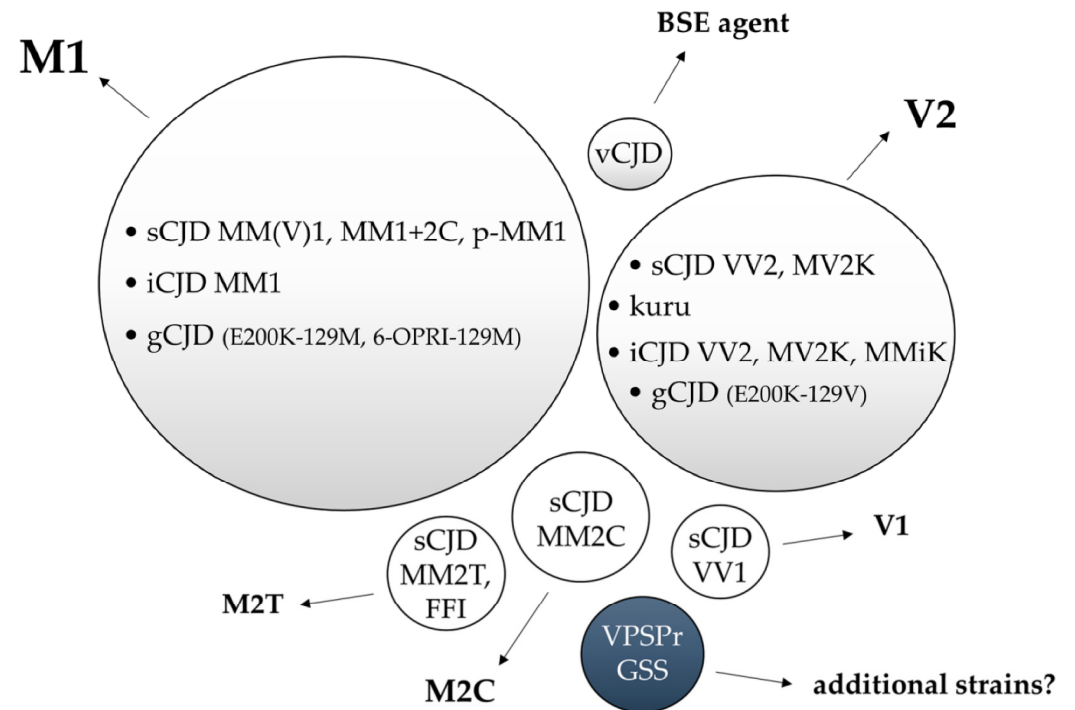 BSE agent
M1
V2
vCJD
• sCJD MM(V)1, MM1+2C, p-MM1
• iCJD MM1
• gCJD (E200K-129M, 6-OPRI-129M)
• sCJD VV2, MV2K
• kuru
• iCJD VV2, MV2K, MMiK
• gCJD (E200K-129V)
sCJD
MM2C
sCJD
MM2T,
FFI
sCJD
VV1
V1
M2T
M2C
VPSPr
GSS
additional strains?